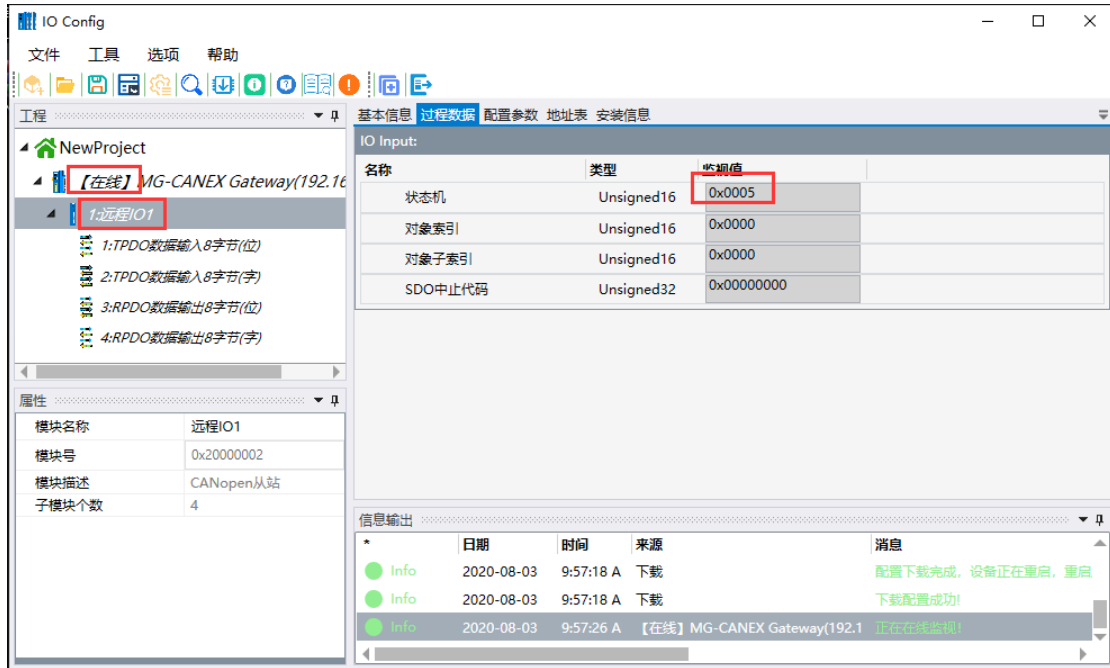 IO Config
文件 工具 选项 帮助
工程
NewProject
【在线】MG-CANEX Gateway(192.16
1:远程IO1
1:TPDO数据输入8字节(位)
2:TPDO数据输入8字节(字)
3:RPDO数据输出8字节(位)
4:RPDO数据输出8字节(字)
属性
模块名称 远程IO1
模块号 0x20000002
模块描述 CANopen从站
子模块个数 4
基本信息 过程数据 配置参数 地址表 安装信息
IO Input:
名称 类型 监视值
状态机 Unsigned16 0x0005
对象索引 Unsigned16 0x0000
对象子索引 Unsigned16 0x0000
SDO中止代码 Unsigned32 0x00000000
信息输出
* 日期 时间 来源 消息
Info 2020-08-03 9:57:18 A 下载 配置下载完成，设备正在重启，重启
Info 2020-08-03 9:57:18 A 下载 下载配置成功!
Info 2020-08-03 9:57:26 A 【在线】MG-CANEX Gateway(192.1 正在在线监视!